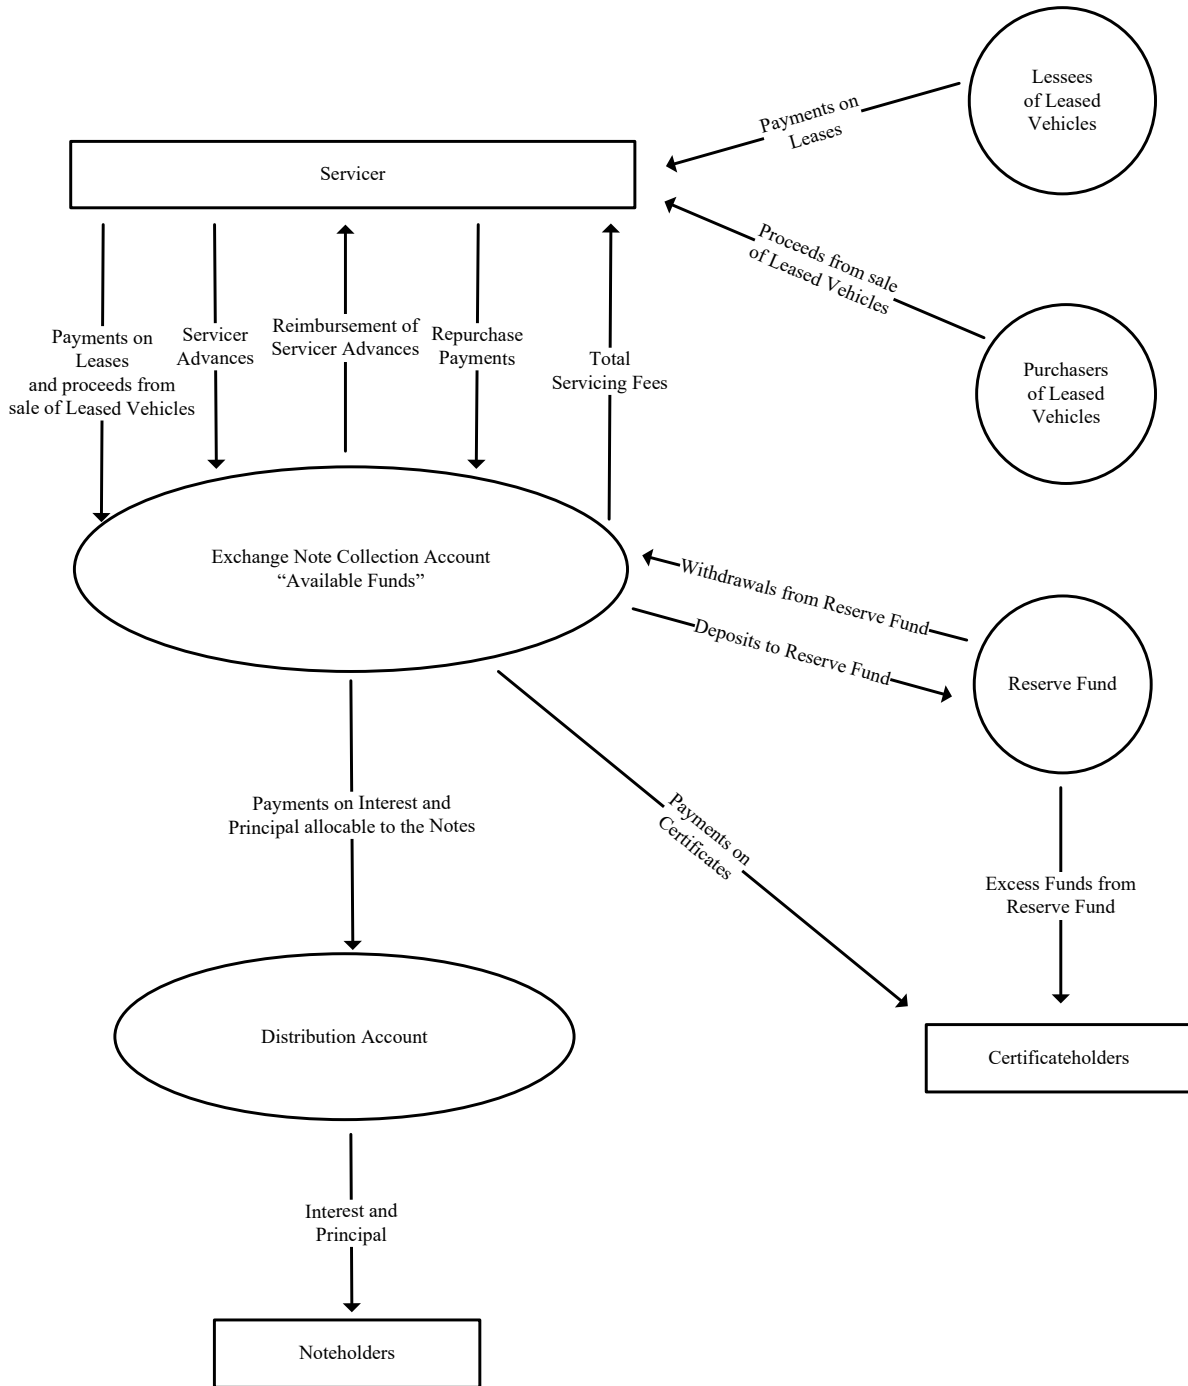 Lessees
of Leased
Vehicles
Payments on
Leases
Servicer
Proceeds from sale
of Leased Vehicles
Payments on
Leases
and proceeds from
sale of Leased Vehicles
Servicer
Advances
Reimbursement of
Servicer Advances
Repurchase
Payments
Total
Servicing Fees
Purchasers
of Leased
Vehicles
Exchange Note Collection Account
“Available Funds”
Withdrawals from Reserve Fund
Deposits to Reserve Fund
Reserve Fund
Payments on Interest and
Principal allocable to the Notes
Payments on
Certificates
Excess Funds from
Reserve Fund
Distribution Account
Certificateholders
Interest and
Principal
Noteholders